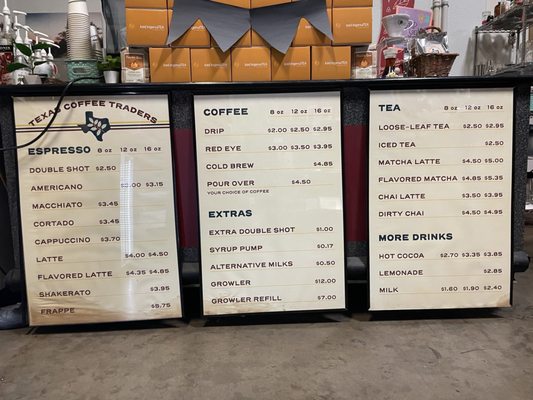 TEXAS COFFEE TRADERS
ESPRESSO 8 oz 12 oz 16 oz
DOUBLE SHOT $2.50
AMERICANO $3.00 $3.15
MACCHIATO $3.45
CORTADO $3.45
CAPPUCCINO $3.70
LATTE $4.00 $4.50
FLAVORED LATTE $4.35 $4.85
SHAKERATO $3.95
FRAPPE $5.75
COFFEE 8 oz 12 oz 16 oz
DRIP $2.00 $2.50 $2.95
RED EYE $3.00 $3.50 $3.95
COLD BREW $4.85
POUR OVER $4.50
YOUR CHOICE OF COFFEE
EXTRAS
EXTRA DOUBLE SHOT $1.00
SYRUP PUMP $0.17
ALTERNATIVE MILKS $0.50
GROWLER $12.00
GROWLER REFILL $7.00
TEA 8 oz 12 oz 16 oz
LOOSE-LEAF TEA $2.50 $2.95
ICED TEA $2.50
MATCHA LATTE $4.50 $5.00
FLAVORED MATCHA $4.85 $5.35
CHAI LATTE $3.50 $3.95
DIRTY CHAI $4.50 $4.95
MORE DRINKS
HOT COCOA $2.70 $3.35 $3.85
LEMONADE $2.85
MILK $1.60 $1.90 $2.40